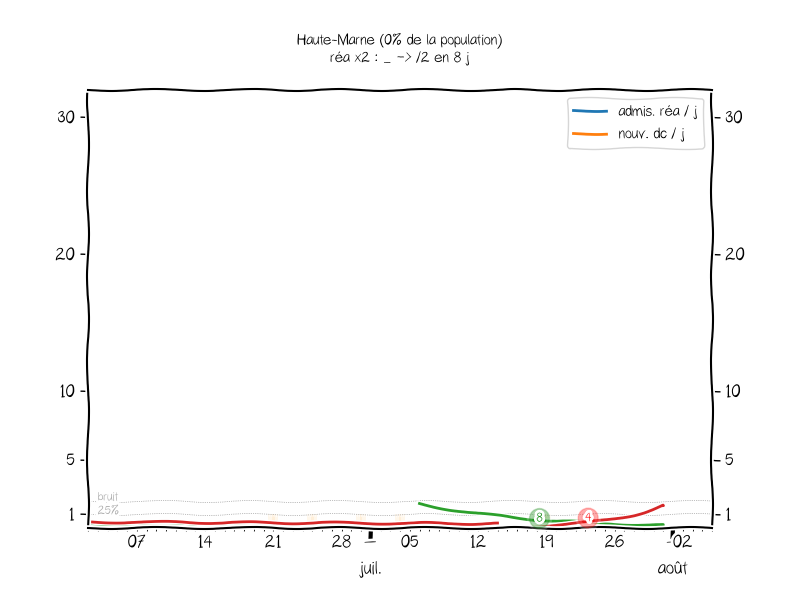 Haute-Marne (0% de la population)
réa x2 : _ -> /2 en 8 j
admis. réa / j
nouv. dc / j
30
30
20
20
10
10
5
5
bruit
25%
1
1
8
4
07 14 21 28 05 12 19 26 02
juil. août